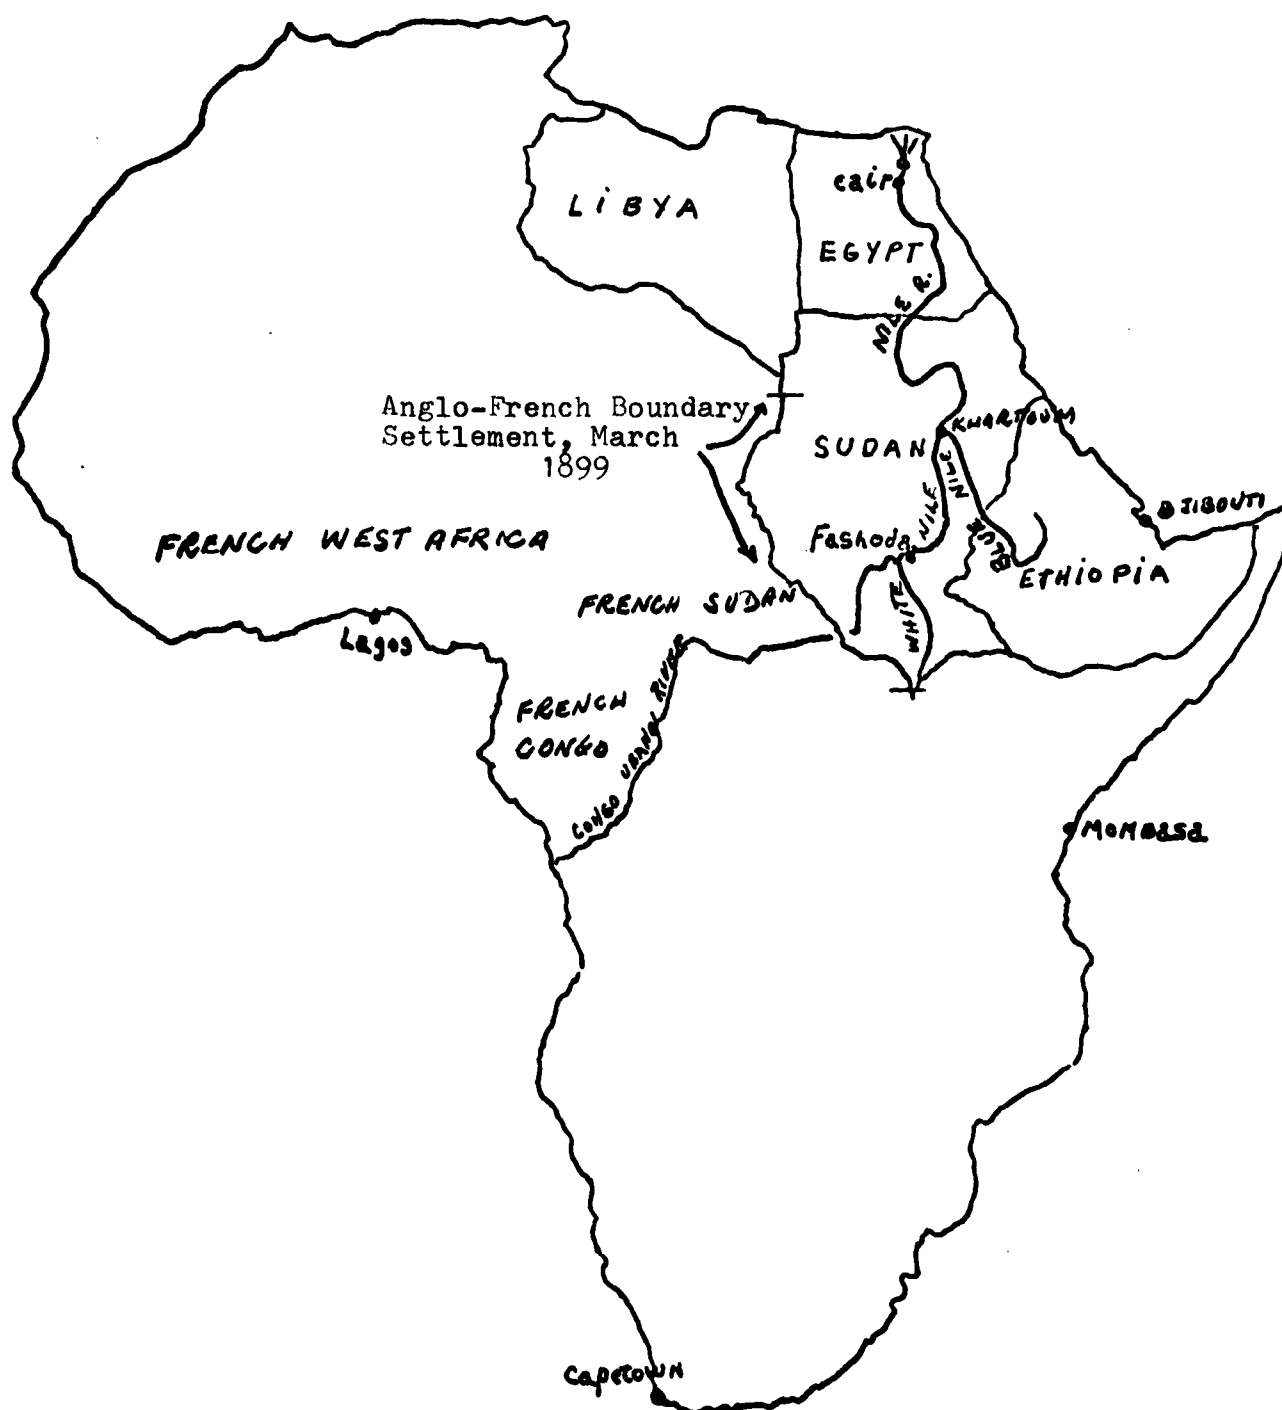 cairo
LIBYA
EGYPT
NILE R.
Anglo-French Boundary
Settlement, March
1899
KHARTOUM
SUDAN
NILE
NILE
BLUE
DJIBOUTI
Fashoda
FRENCH WEST AFRICA
ETHIOPIA
FRENCH SUDAN
WHITE
Lagos
FRENCH
CONGO
CONGO UBANGI RIVER
MOMBasa
CapetowN